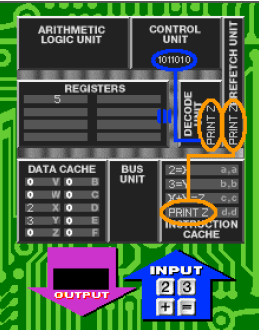 ARITHMETIC
LOGIC UNIT
CONTROL
UNIT
1011010
PREFETCH UNIT
REGISTERS
5
DECODE
UNIT
PRINT Z
PRINT Z
DATA CACHE
0 V 0 B
0 W 0 C
2 X 0 D
3 Y 0 E
0 Z 0 F
BUS
UNIT
2=X a,a
3=Y b,b
X+Y=Z c,c
PRINT Z d,d
INSTRUCTION
CACHE
OUTPUT
INPUT
2 3
+ =